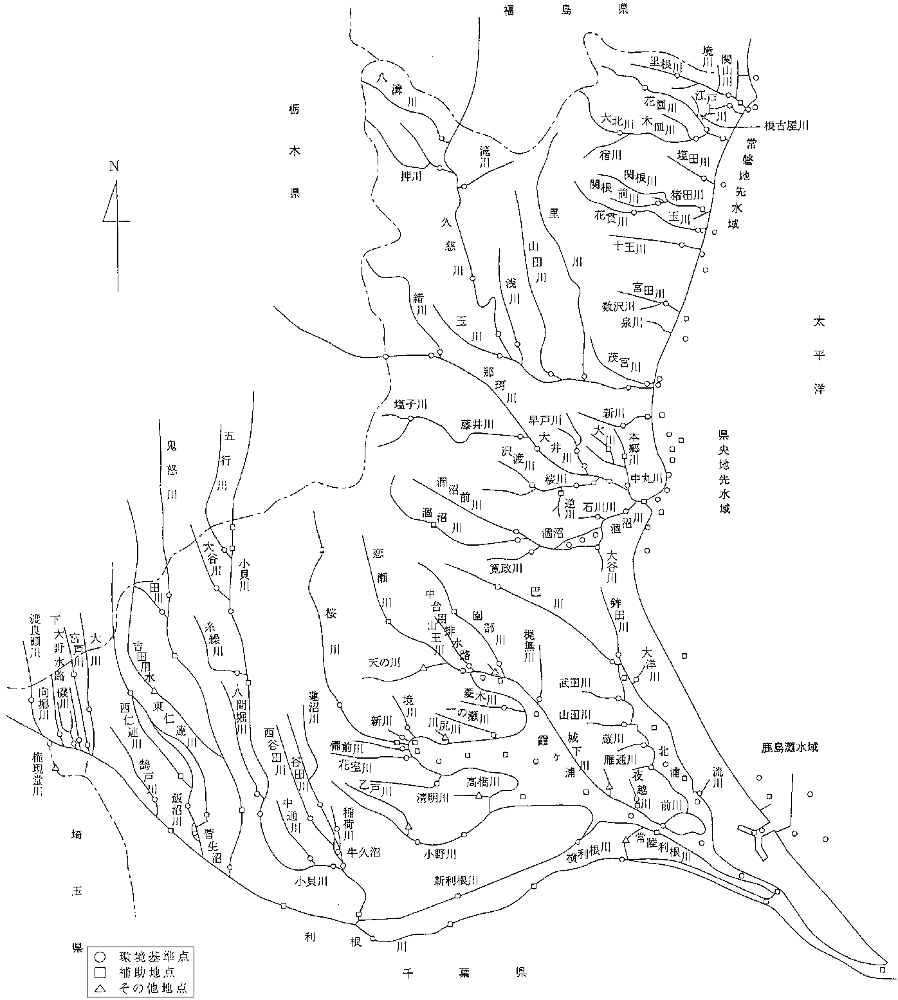 福島県
栃木県
N
八溝川
押川
滝川
久慈川
里根川
境川
関山川
江戸上川
花園川
大北川
木皿川
根古屋川
宿川
塩田川
常磐地先水域
関根川
関根前川
猪田川
花貫川
玉川
十王川
里川
山田川
浅川
宮田川
数沢川
泉川
緒川
玉川
茂宮川
太平洋
那珂川
塩子川
藤井川
早戸川
新川
大井川
大川
本郷川
沢渡川
桜川
中丸川
逆川
石川川
県央地先水域
涸沼前川
涸沼川
涸沼
涸沼川
寛政川
大谷川
鬼怒川
五行川
大谷川
小貝川
田川
恋瀬川
中台用排水路
園部川
巴川
鉾田川
桜川
糸繰川
山王川
天の川
梶無川
大洋川
渡良瀬川
下大野水路
宮戸川
大川
吉田用水
向堀川
磯川
西仁連川
東仁連川
八間堀川
蓮沼川
武田川
菱木川
境川
一の瀬川
川尻川
新川
山田川
蔵川
備前川
花室川
西谷田川
谷田川
霞ヶ浦
城下川
雁通川
北浦
鹿島灘水域
権現堂川
鵠戸川
乙戸川
高橋川
清明川
夜越川
前川
流川
飯沼川
中通川
稲荷川
菅生沼
牛久沼
小野川
横利根川
常陸利根川
小貝川
新利根川
埼玉県
利根川
千葉県
○ 環境基準点
□ 補助地点
△ その他地点